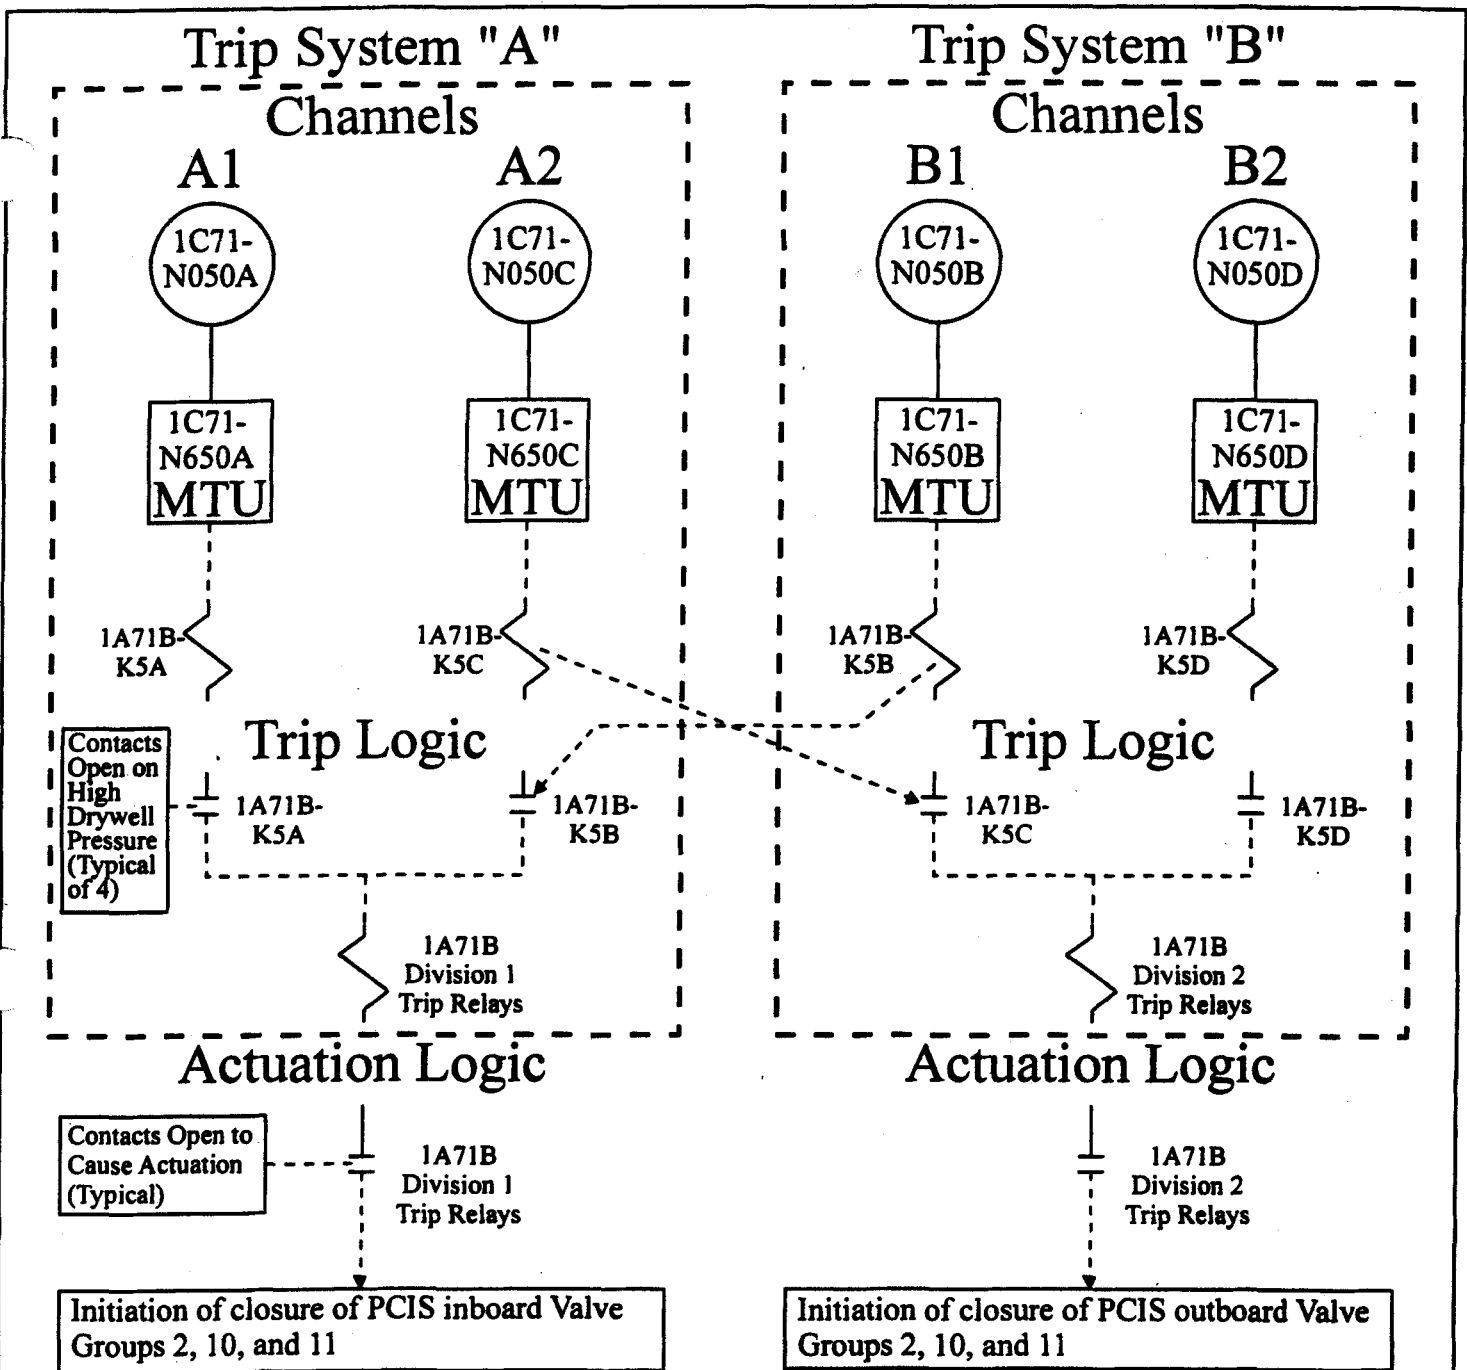 Trip System "A"
Trip System "B"
Channels
Channels
A1
A2
B1
B2
1C71-
N050A
1C71-
N050C
1C71-
N050B
1C71-
N050D
1C71-
N650A
MTU
1C71-
N650C
MTU
1C71-
N650B
MTU
1C71-
N650D
MTU
1A71B-
K5A
1A71B-
K5C
1A71B-
K5B
1A71B-
K5D
Trip Logic
Trip Logic
Contacts
Open on
High
Drywell
Pressure
(Typical
of 4)
1A71B-
K5A
1A71B-
K5B
1A71B-
K5C
1A71B-
K5D
1A71B
Division 1
Trip Relays
1A71B
Division 2
Trip Relays
Actuation Logic
Actuation Logic
Contacts Open to
Cause Actuation
(Typical)
1A71B
Division 1
Trip Relays
1A71B
Division 2
Trip Relays
Initiation of closure of PCIS inboard Valve
Groups 2, 10, and 11
Initiation of closure of PCIS outboard Valve
Groups 2, 10, and 11